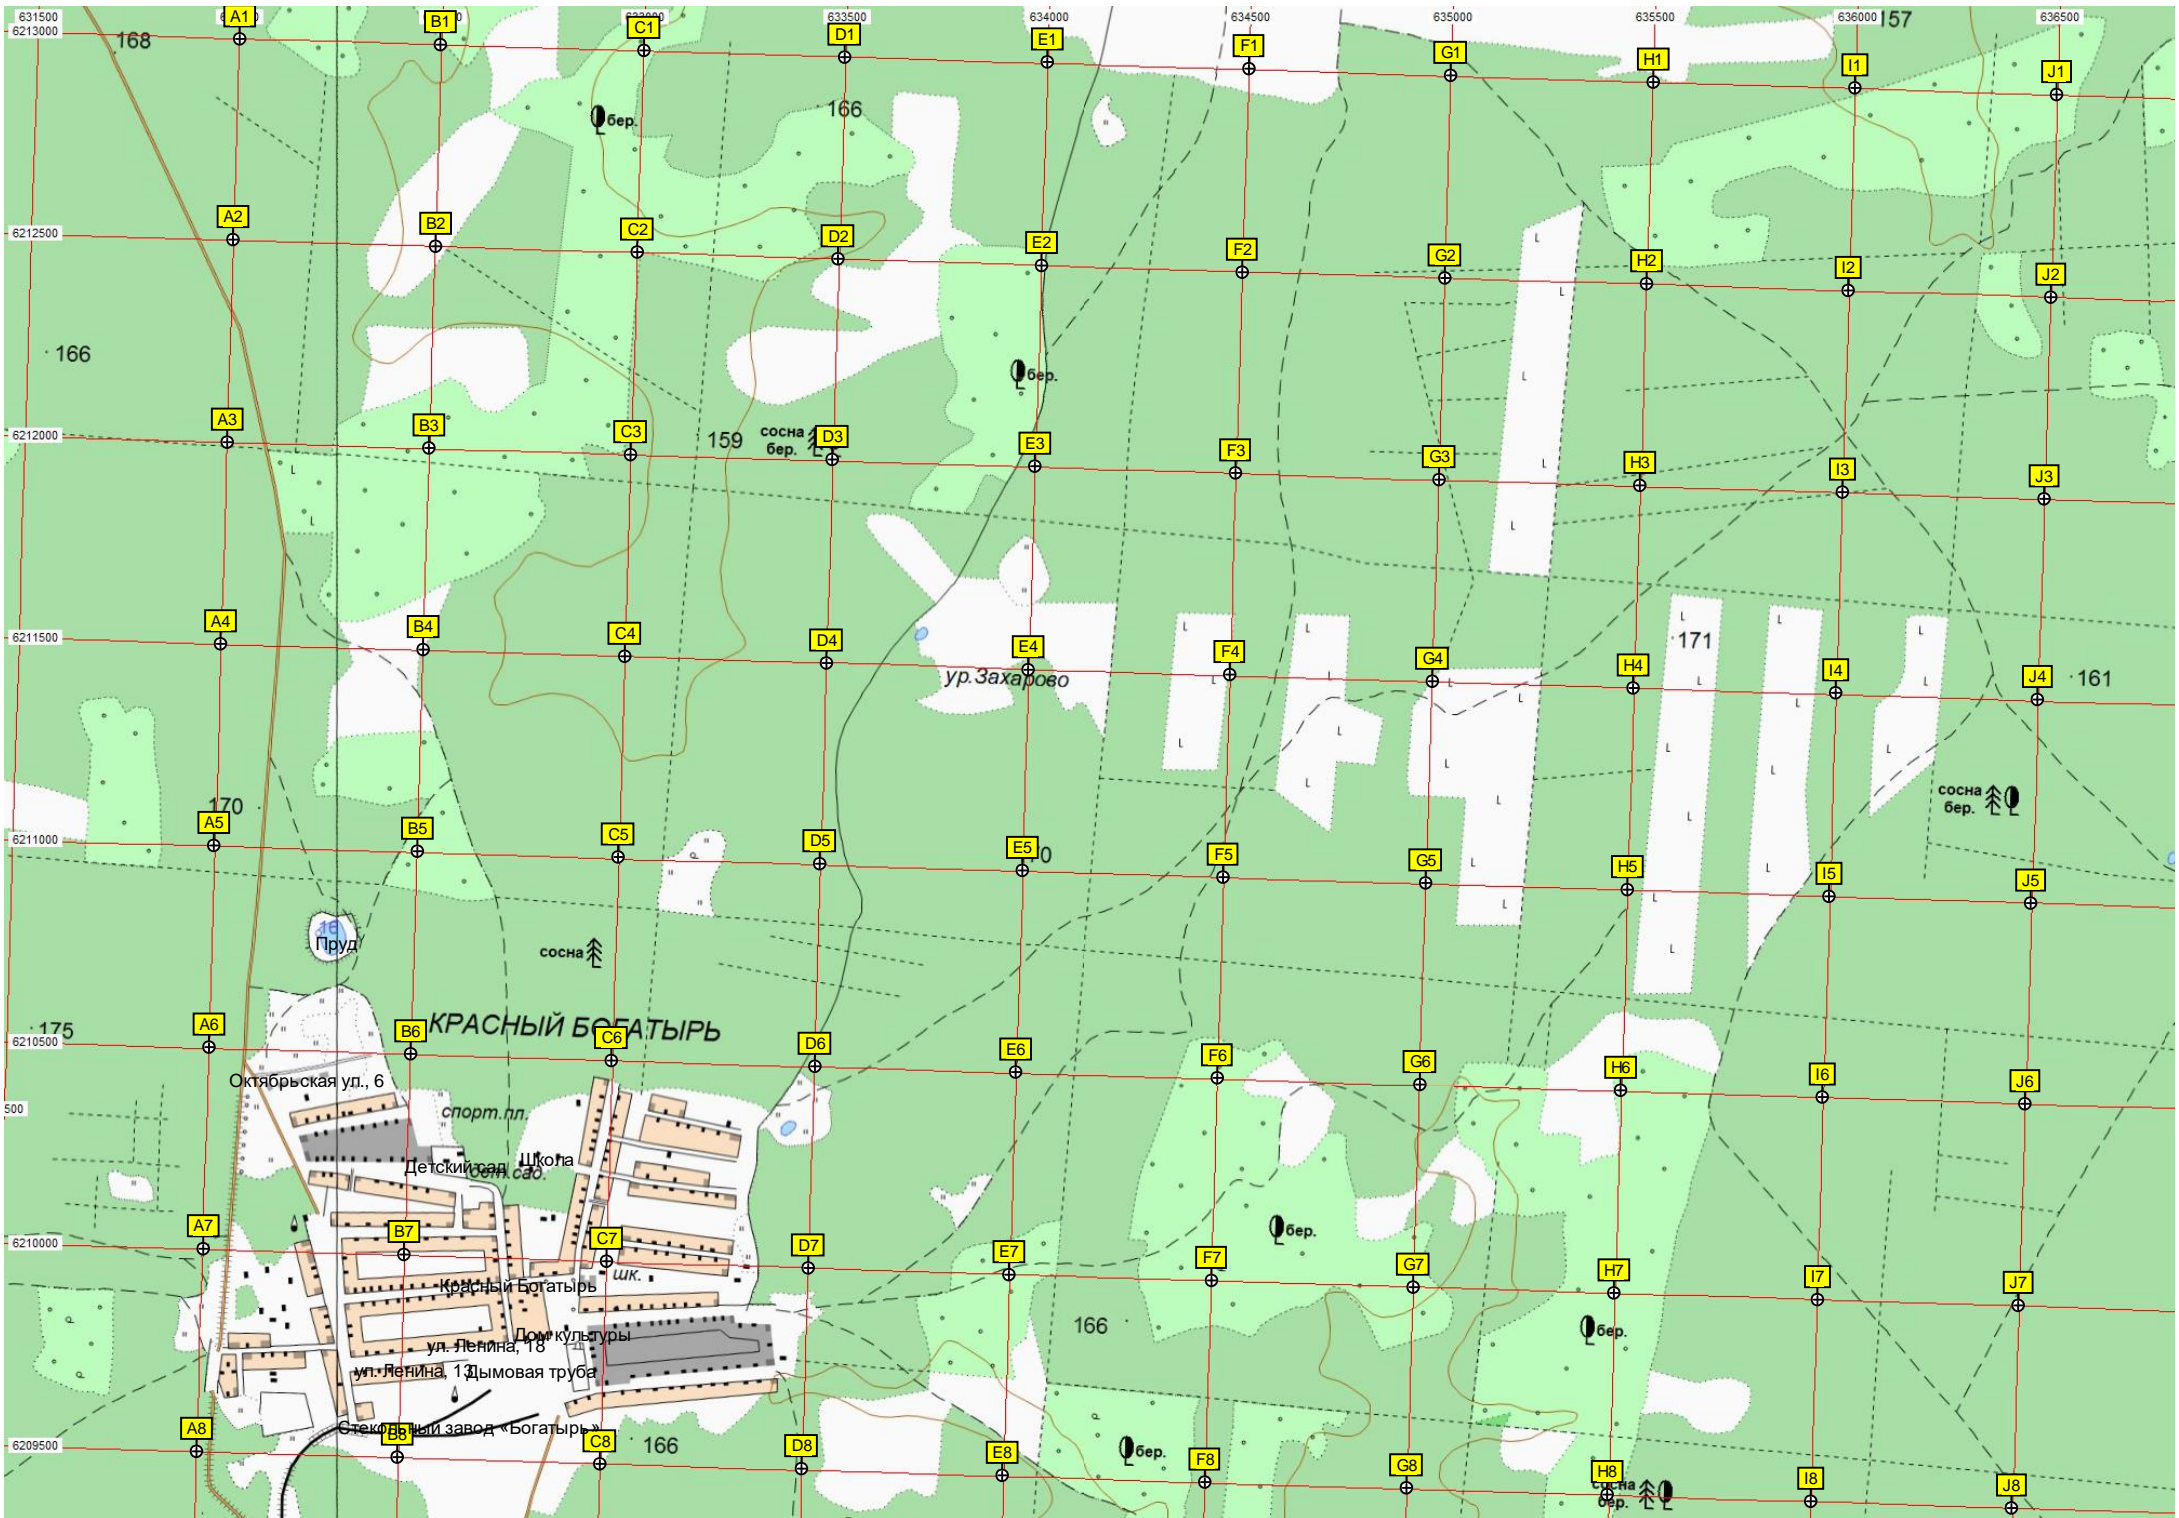 631500 633000 633500 634000 634500 635000 635500 636000 636500
157
6213000
A1 B1 C1 D1 E1 F1 G1 H1 I1 J1
168
166
бер.
6212500
A2 B2 C2 D2 E2 F2 G2 H2 I2 J2
166
бер.
6212000
A3 B3 C3 D3 E3 F3 G3 H3 I3 J3
159
сосна
бер.
6211500
A4 B4 C4 D4 E4 F4 G4 H4 I4 J4
171
161
ур.Захарово
170
сосна
бер.
6211000
A5 B5 C5 D5 E5 F5 G5 H5 I5 J5
Пруд
сосна
175
КРАСНЫЙ БОГАТЫРЬ
6210500
A6 B6 C6 D6 E6 F6 G6 H6 I6 J6
Октябрьская ул., 6
500
спорт.пл.
Детский сад
Школа
бер.
6210000
A7 B7 C7 D7 E7 F7 G7 H7 I7 J7
шк.
Красный Богатырь
166
бер.
Дом культуры
ул. Ленина, 18
ул. Ленина, 13
Дымовая труба
Стекольный завод «Богатырь»
6209500
A8 B8 C8 D8 E8 F8 G8 H8 I8 J8
166
бер.
сосна
бер.